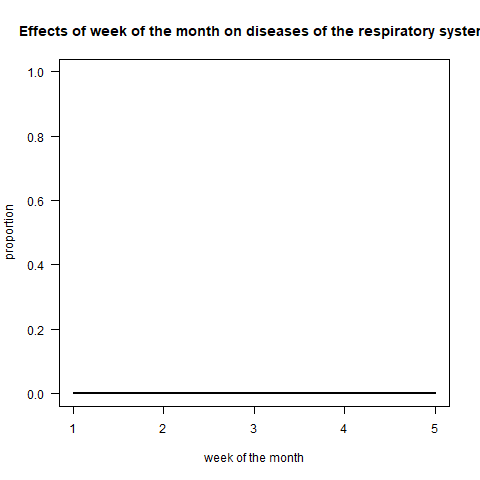 Effects of week of the month on diseases of the respiratory syster
1.0
0.8
0.6
0.4
0.2
0.0
proportion
1 2 3 4 5
week of the month